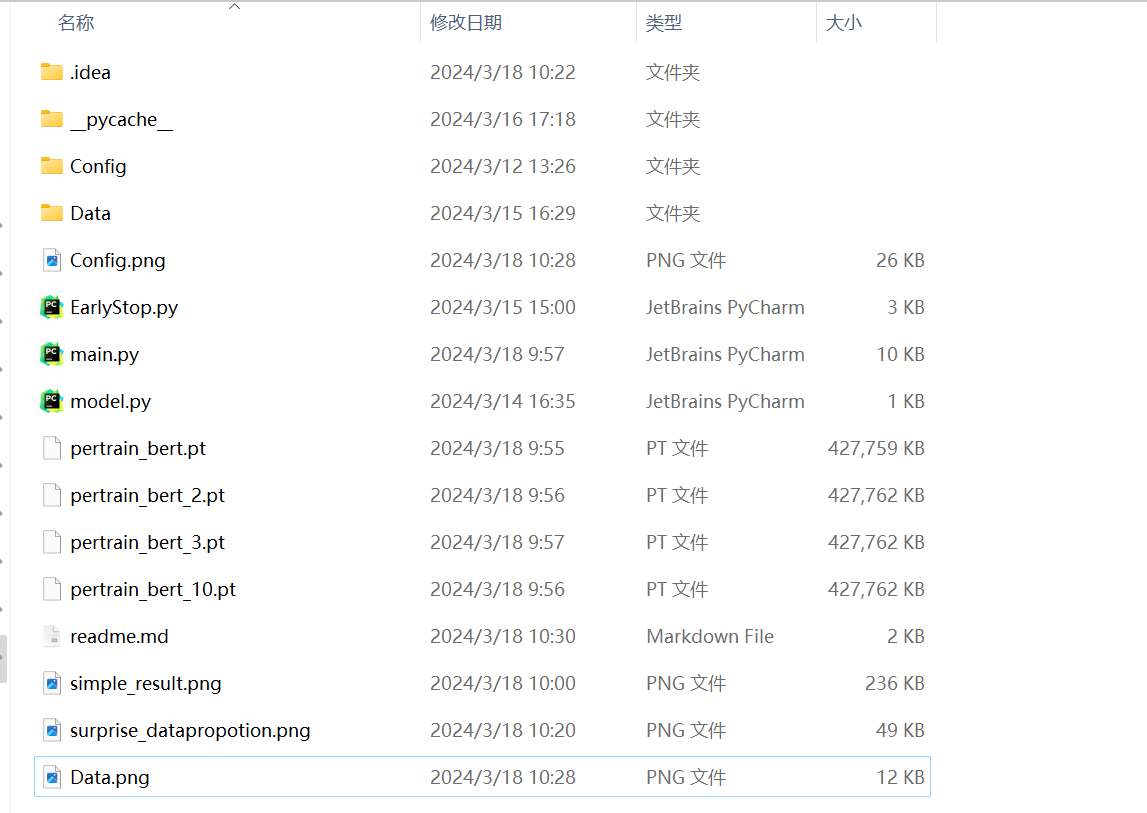 名称 修改日期 类型 大小
.idea 2024/3/18 10:22 文件夹
__pycache__ 2024/3/16 17:18 文件夹
Config 2024/3/12 13:26 文件夹
Data 2024/3/15 16:29 文件夹
Config.png 2024/3/18 10:28 PNG 文件 26 KB
EarlyStop.py 2024/3/15 15:00 JetBrains PyCharm 3 KB
main.py 2024/3/18 9:57 JetBrains PyCharm 10 KB
model.py 2024/3/14 16:35 JetBrains PyCharm 1 KB
pertrain_bert.pt 2024/3/18 9:55 PT 文件 427,759 KB
pertrain_bert_2.pt 2024/3/18 9:56 PT 文件 427,762 KB
pertrain_bert_3.pt 2024/3/18 9:57 PT 文件 427,762 KB
pertrain_bert_10.pt 2024/3/18 9:56 PT 文件 427,762 KB
readme.md 2024/3/18 10:30 Markdown File 2 KB
simple_result.png 2024/3/18 10:00 PNG 文件 236 KB
surprise_datapropotion.png 2024/3/18 10:20 PNG 文件 49 KB
Data.png 2024/3/18 10:28 PNG 文件 12 KB